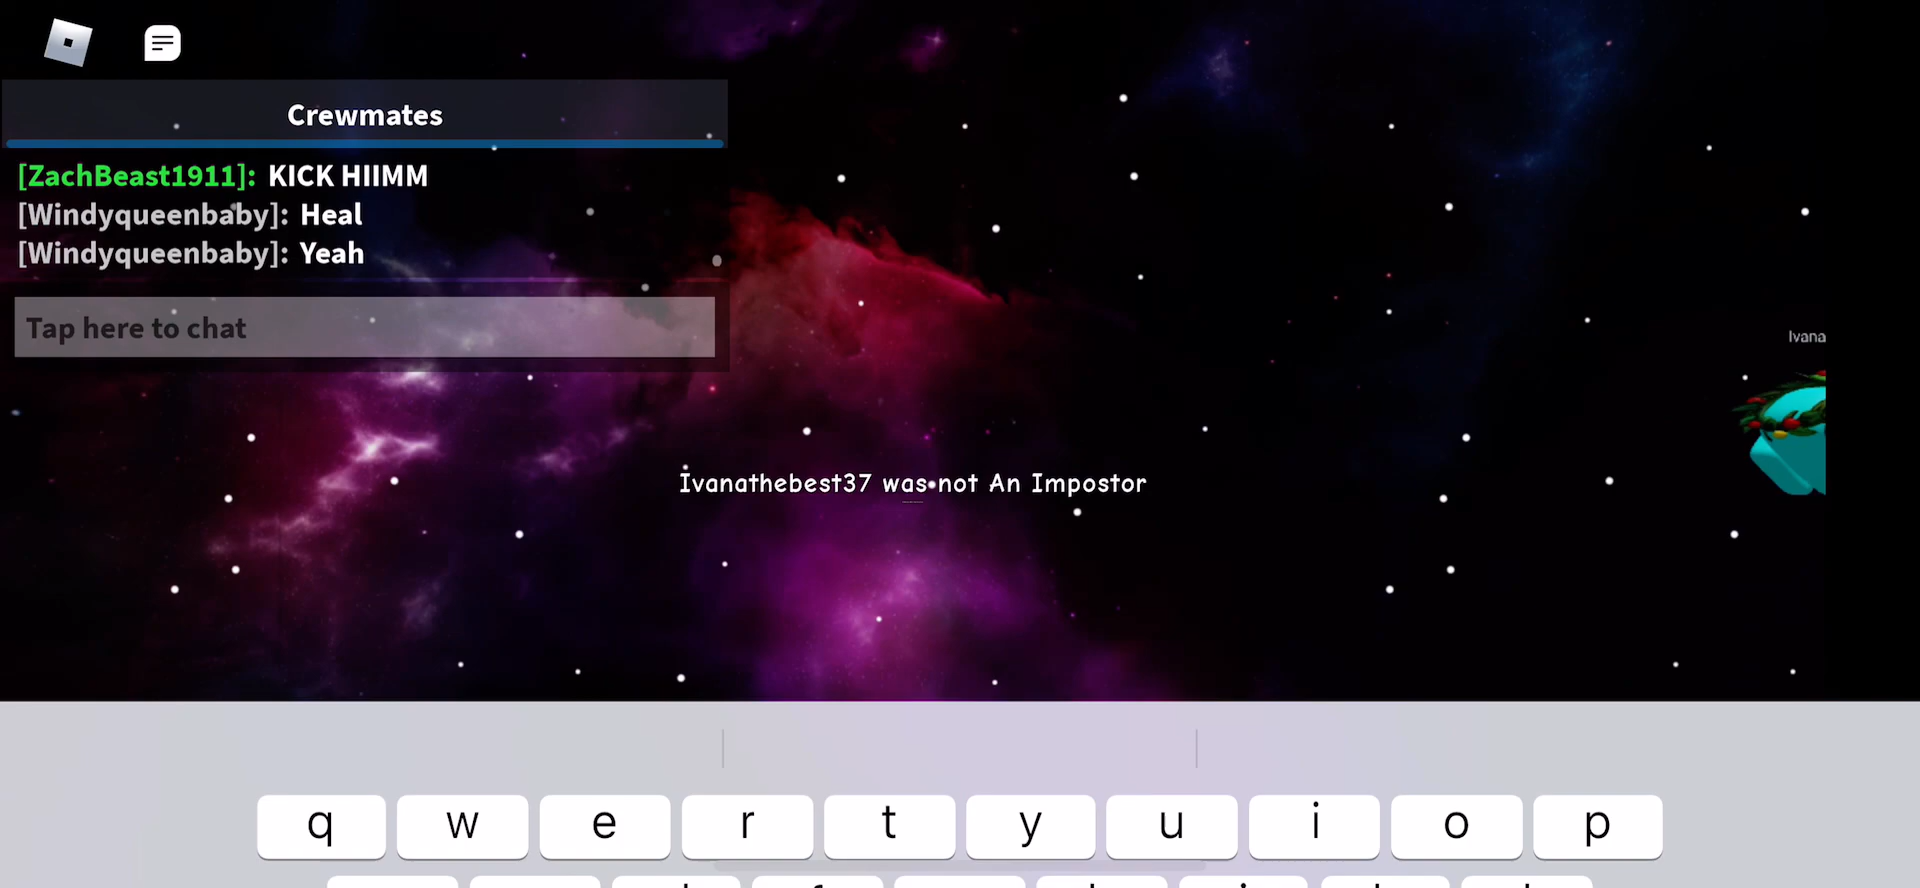 Crewmates
[ZachBeast1911]: KICK HIIMM
[Windyqueenbaby]: Heal
[Windyqueenbaby]: Yeah
Tap here to chat
Ivana
Ivanathebest37 was not An Impostor
q w e r t y u i o p